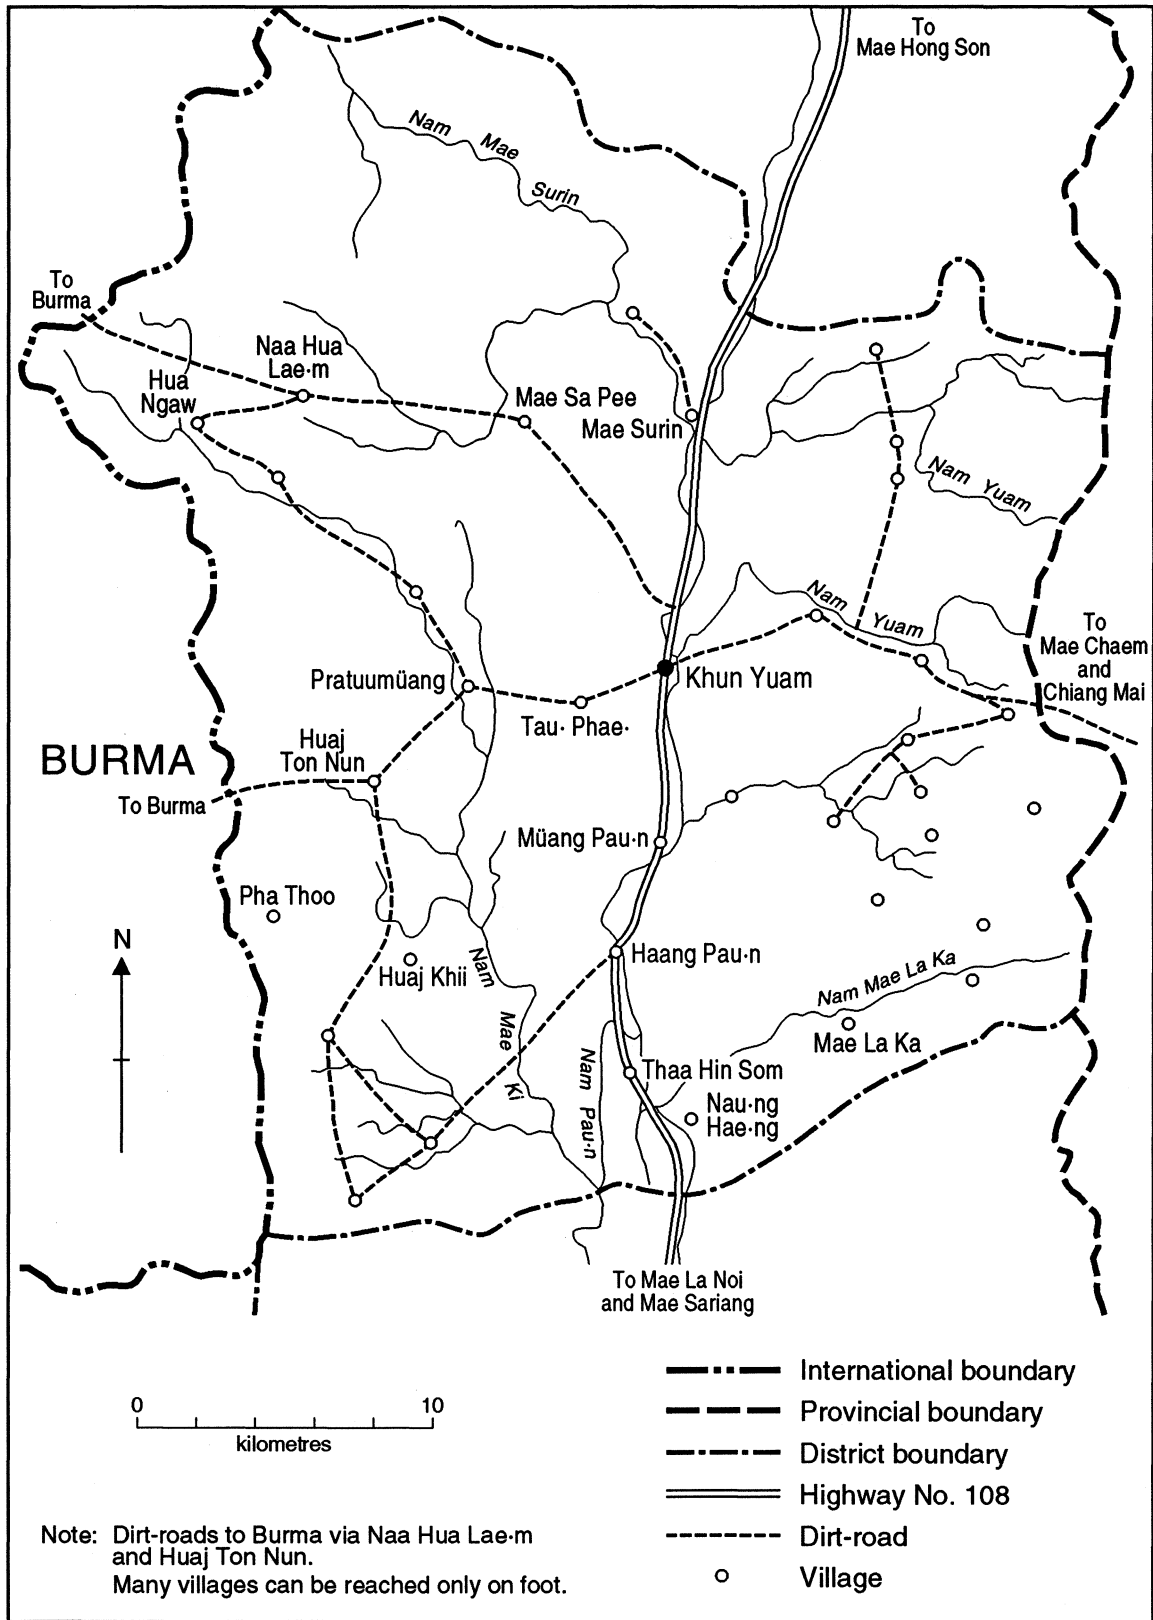 To
Mae Hong Son
Nam Mae Surin
To
Burma
Naa Hua
Lae·m
Hua
Ngaw
Mae Sa Pee
Mae Surin
Nam Yuam
Nam Yuam
To
Mae Chaem
and
Chiang Mai
Pratuumüang
Khun Yuam
Tau· Phae·
Huaj
Ton Nun
BURMA
To Burma
Müang Pau·n
Pha Thoo
N
Haang Pau·n
Huaj Khii
Nam Mae Ki
Nam Mae La Ka
Mae La Ka
Nam Pau·n
Thaa Hin Som
Nau·ng
Hae·ng
To Mae La Noi
and Mae Sariang
0 10
kilometres
International boundary
Provincial boundary
District boundary
Highway No. 108
Dirt-road
Village
Note: Dirt-roads to Burma via Naa Hua Lae·m
and Huaj Ton Nun.
Many villages can be reached only on foot.